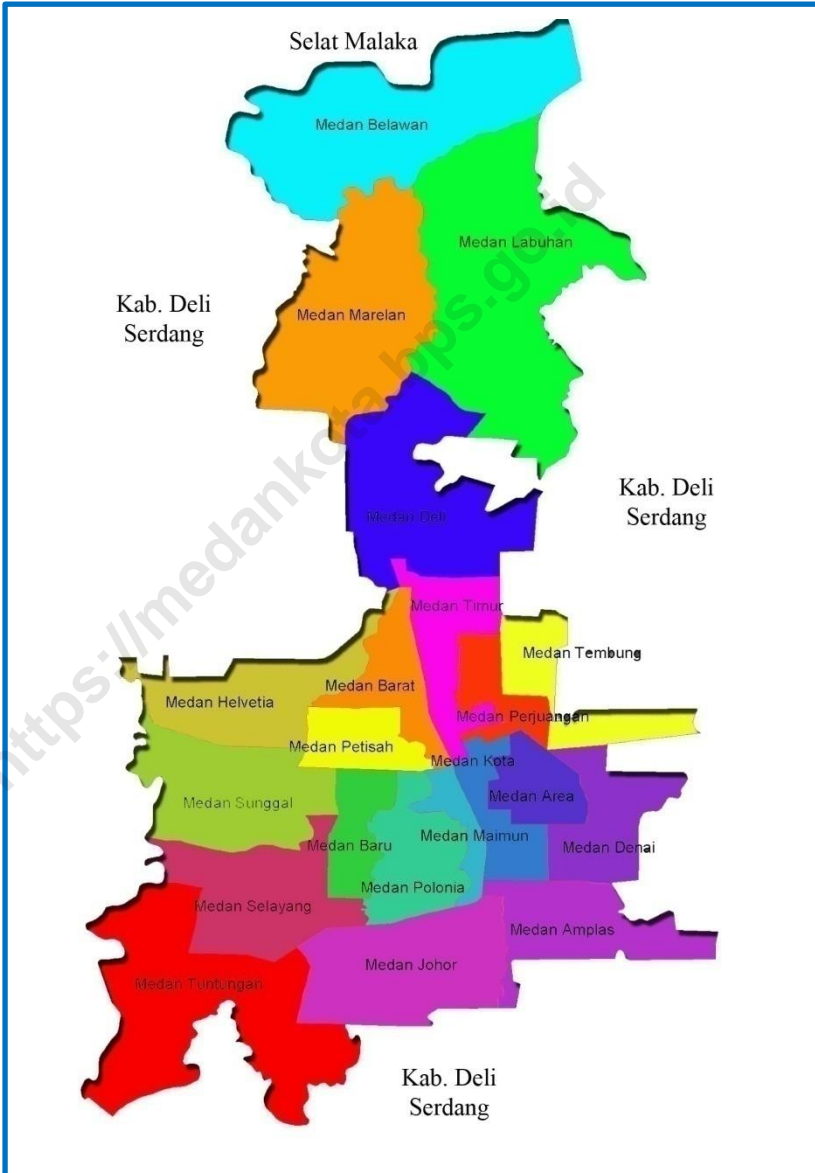 Selat Malaka
Medan Belawan
Medan Labuhan
Kab. Deli
Serdang
Medan Marelan
Kab. Deli
Serdang
Medan Deli
Medan Timur
Medan Tembung
Medan Helvetia
Medan Barat
Medan Perjuangan
Medan Petisah
Medan Kota
Medan Sunggal
Medan Area
Medan Maimun
Medan Baru
Medan Denai
Medan Polonia
Medan Selayang
Medan Amplas
Medan Johor
Medan Tuntungan
Kab. Deli
Serdang
https://medankota.bps.go.id